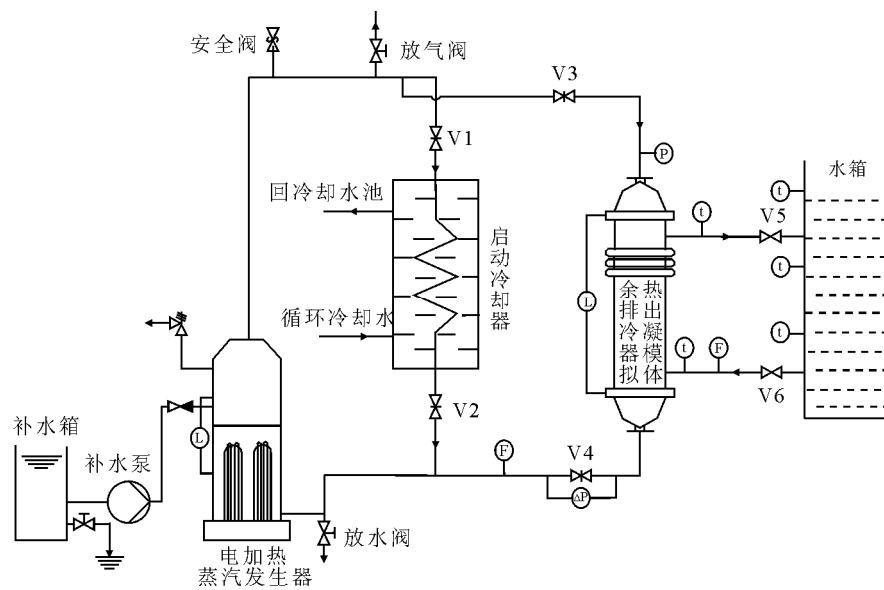 安全阀
放气阀
V3
V1
P
水箱
回冷却水池
t
t
V5
启动冷却器
t
L
余热
排出
冷凝
器模
拟体
循环冷却水
t
t
F
V6
V2
补水箱
L
补水泵
F
V4
ΔP
放水阀
电加热
蒸汽发生器